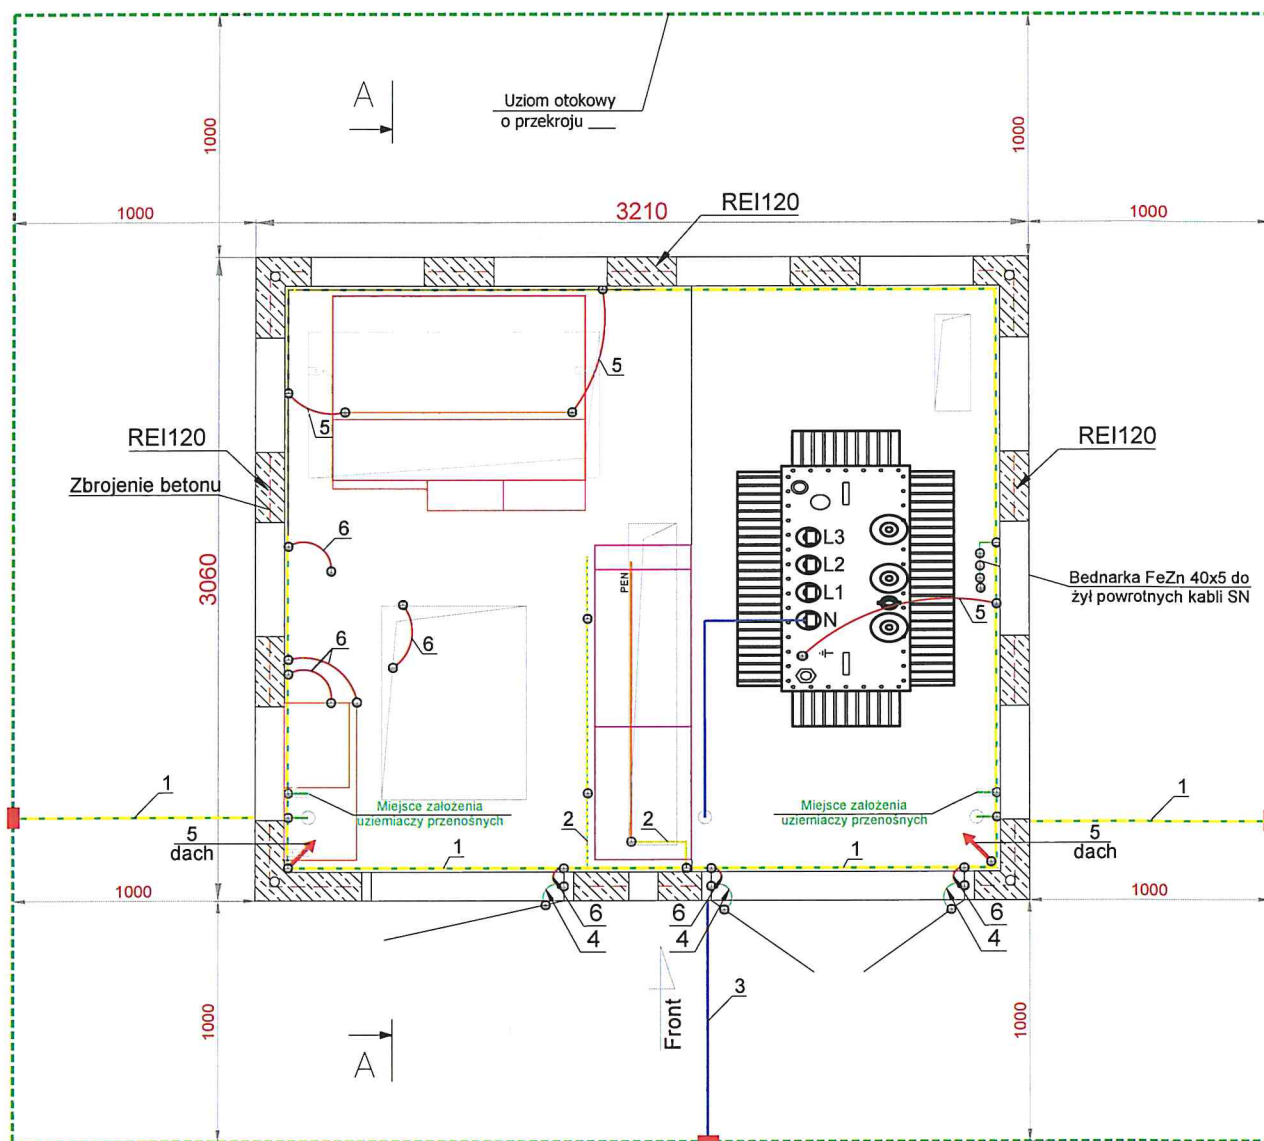 A
Uziom otokowy
o przekroju ___
1000
1000
1000
3210
REI120
1000
5
5
REI120
REI120
Zbrojenie betonu
3060
6
L3
L2
L1
N
PEN
5
Bednarka FeZn 40x5 do
żył powrotnych kabli SN
6
6
1
Miejsce założenia
uziemiaczy przenośnych
Miejsce założenia
uziemiaczy przenośnych
1
5
dach
2
2
5
dach
1
1
1000
6
4
6
4
6
4
1000
1000
3
Front
1000
A